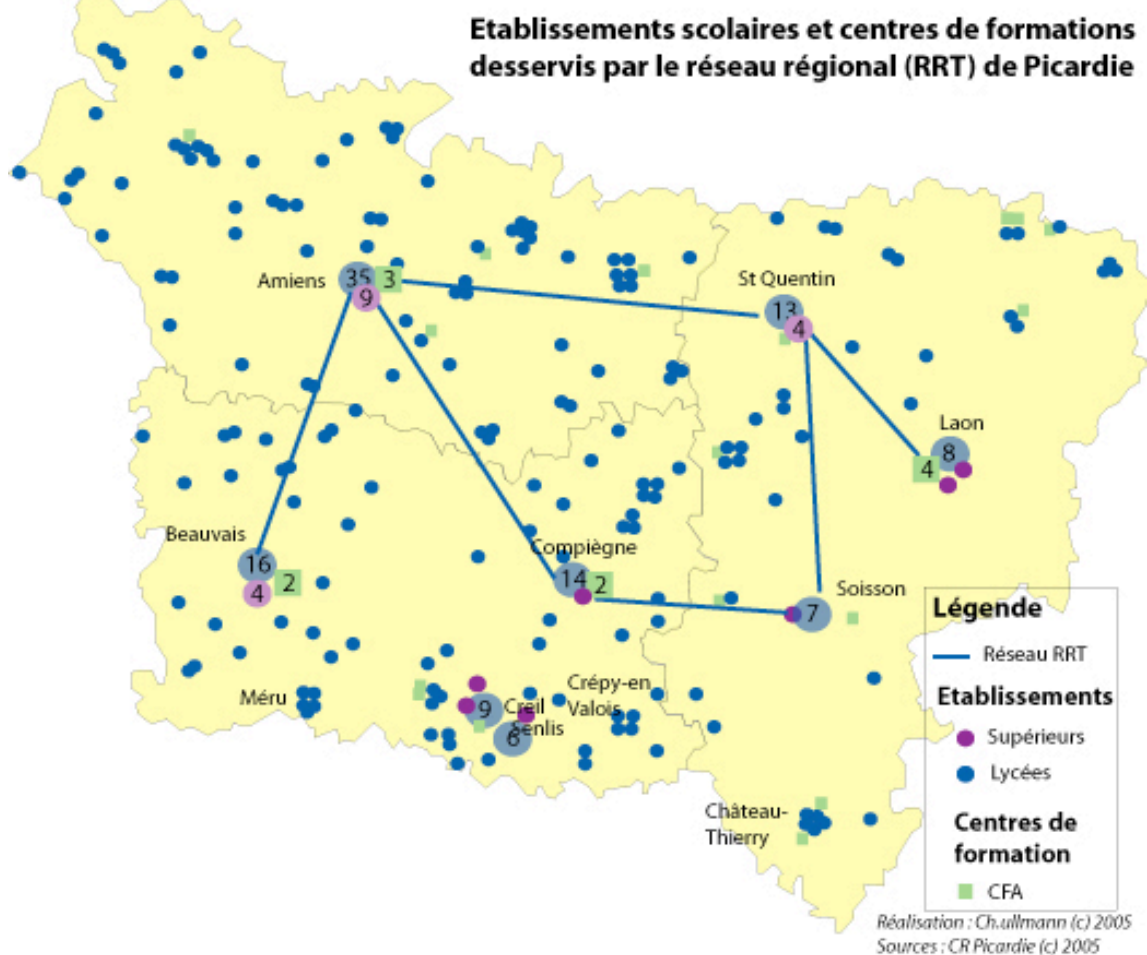 Etablissements scolaires et centres de formations
desservis par le réseau régional (RRT) de Picardie
Amiens
35
3
9
St Quentin
13
4
Laon
8
4
Beauvais
16
2
4
Compiègne
14
2
Soisson
7
Méru
9
Creil
Senlis
6
Crépy-en
Valois
Château-
Thierry
Légende
Réseau RRT
Etablissements
Supérieurs
Lycées
Centres de
formation
CFA
Réalisation : Ch.ullmann (c) 2005
Sources : CR Picardie (c) 2005